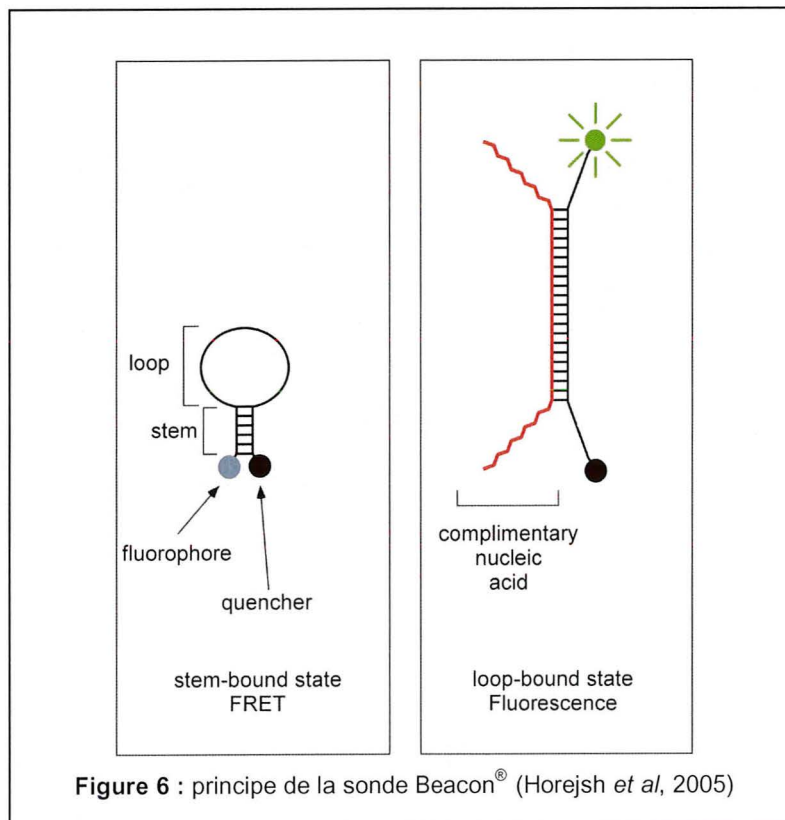 loop
stem
fluorophore
quencher
stem-bound state
FRET
complimentary
nucleic
acid
loop-bound state
Fluorescence
Figure 6 : principe de la sonde Beacon® (Horejsh et al, 2005)